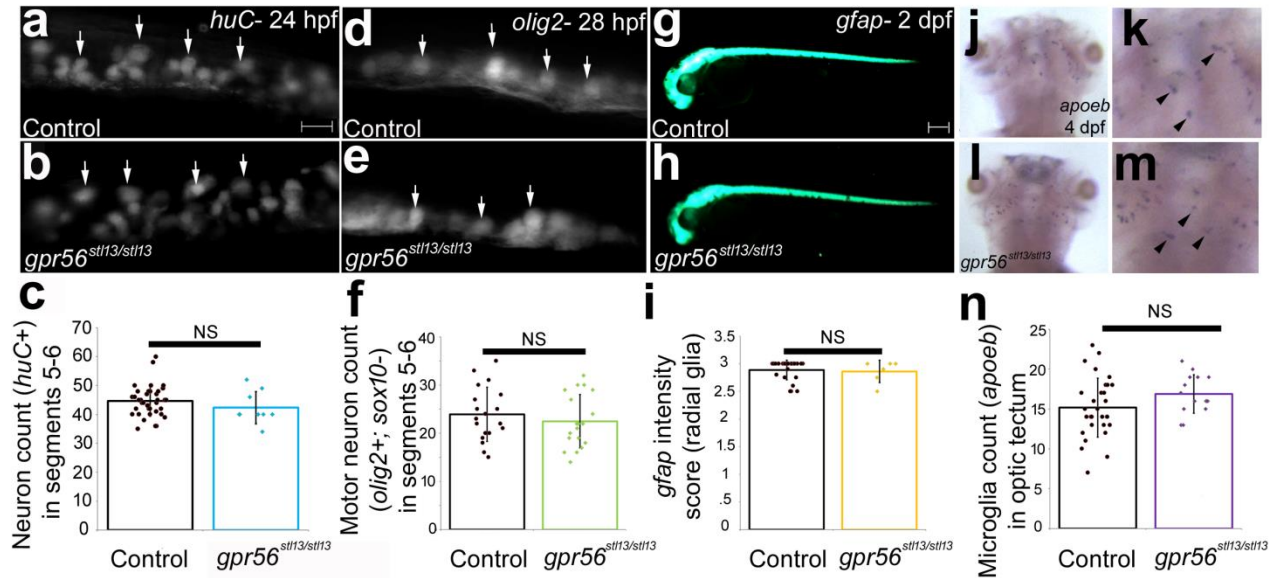 a huC- 24 hpf
Control
b
gpr56stl13/stl13
d olig2- 28 hpf
Control
e
gpr56stl13/stl13
g gfap- 2 dpf
Control
h
gpr56stl13/stl13
j
apoeb
4 dpf
k
l
gpr56stl13/stl13
m
c
Neuron count (huC+)
in segments 5-6
70
60
50
40
30
20
10
0
NS
Control
gpr56stl13/stl13
f
Motor neuron count
(olig2+; sox10-)
in segments 5-6
40
30
20
10
0
NS
Control
gpr56stl13/stl13
i
gfap intensity
score (radial glia)
3.5
3.0
2.5
2.0
1.5
1.0
.5
0
NS
Control
gpr56stl13/stl13
n
Microglia count (apoeb)
in optic tectum
25
20
15
10
5
0
NS
Control
gpr56stl13/stl13